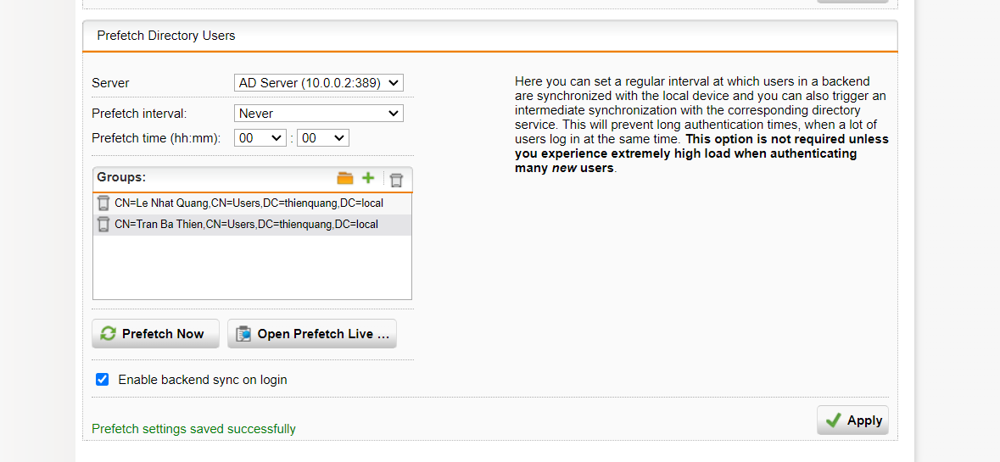 Prefetch Directory Users
Server
AD Server (10.0.0.2:389)
Prefetch interval:
Never
Prefetch time (hh:mm):
00 : 00
Groups:
CN=Le Nhat Quang,CN=Users,DC=thienquang,DC=local
CN=Tran Ba Thien,CN=Users,DC=thienquang,DC=local
Prefetch Now
Open Prefetch Live ...
Enable backend sync on login
Prefetch settings saved successfully
Here you can set a regular interval at which users in a backend
are synchronized with the local device and you can also trigger an
intermediate synchronization with the corresponding directory
service. This will prevent long authentication times, when a lot of
users log in at the same time. This option is not required unless
you experience extremely high load when authenticating
many new users.
Apply